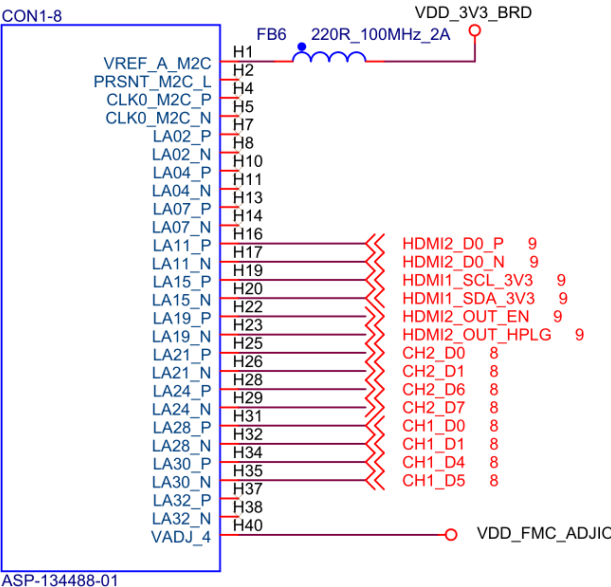 CON1-8
VDD_3V3_BRD
FB6 220R_100MHz_2A
VREF_A_M2C H1
PRSNT_M2C_L H2
CLK0_M2C_P H4
CLK0_M2C_N H5
LA02_P H7
LA02_N H8
LA04_P H10
LA04_N H11
LA07_P H13
LA07_N H14
LA11_P H16 HDMI2_D0_P 9
LA11_N H17 HDMI2_D0_N 9
LA15_P H19 HDMI1_SCL_3V3 9
LA15_N H20 HDMI1_SDA_3V3 9
LA19_P H22 HDMI2_OUT_EN 9
LA19_N H23 HDMI2_OUT_HPLG 9
LA21_P H25 CH2_D0 8
LA21_N H26 CH2_D1 8
LA24_P H28 CH2_D6 8
LA24_N H29 CH2_D7 8
LA28_P H31 CH1_D0 8
LA28_N H32 CH1_D1 8
LA30_P H34 CH1_D4 8
LA30_N H35 CH1_D5 8
LA32_P H37
LA32_N H38
VADJ_4 H40 VDD_FMC_ADJIO
ASP-134488-01